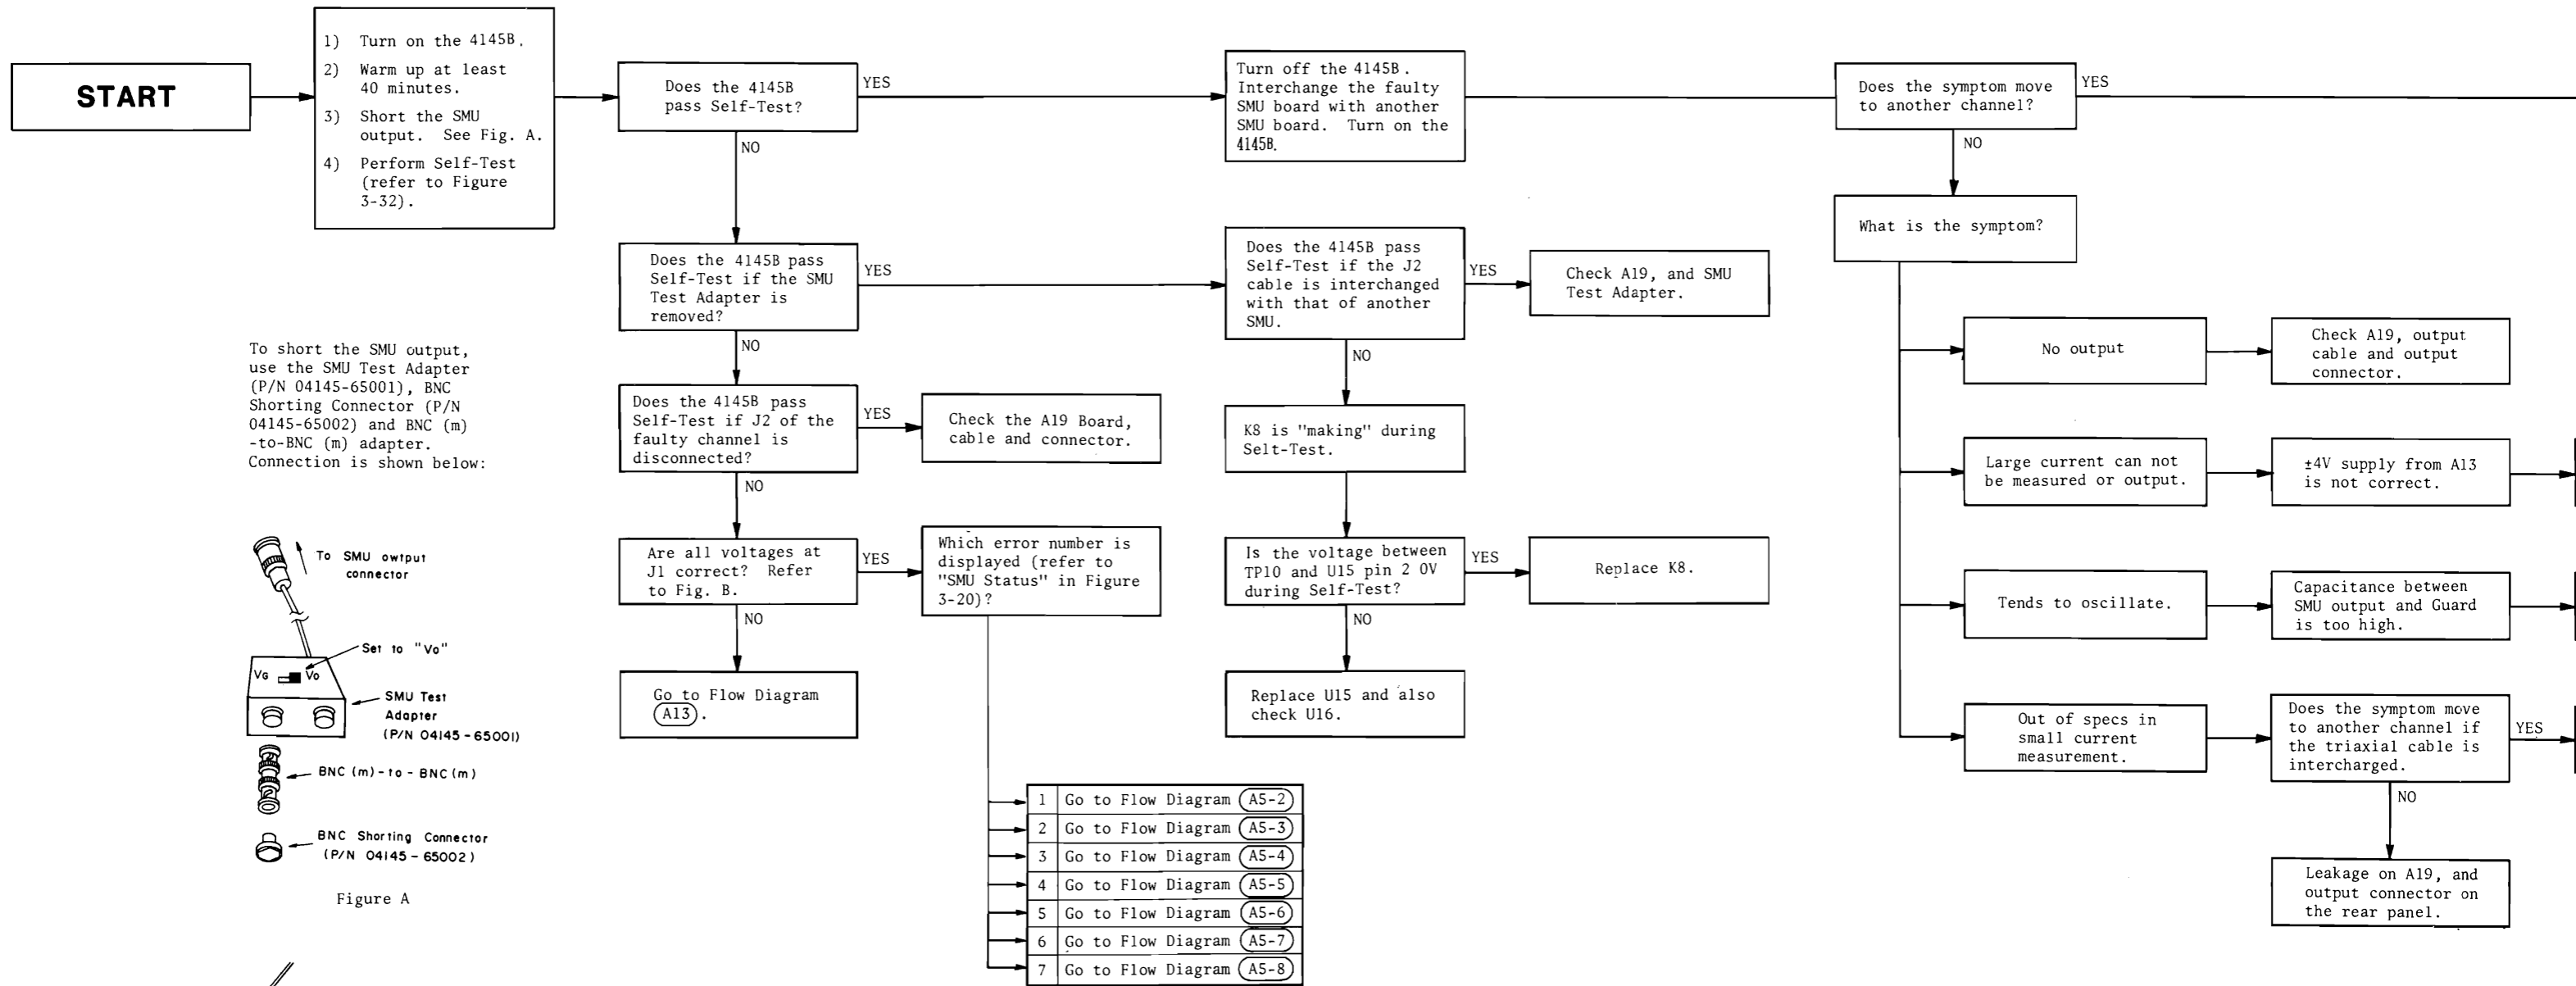 START
1) Turn on the 4145B.
2) Warm up at least
40 minutes.
3) Short the SMU
output. See Fig. A.
4) Perform Self-Test
(refer to Figure
3-32).
Does the 4145B
pass Self-Test?
YES
NO
Turn off the 4145B.
Interchange the faulty
SMU board with another
SMU board. Turn on the
4145B.
Does the symptom move
to another channel?
YES
NO
What is the symptom?
Does the 4145B pass
Self-Test if the SMU
Test Adapter is
removed?
YES
NO
Does the 4145B pass
Self-Test if the J2
cable is interchanged
with that of another
SMU.
YES
NO
Check A19, and SMU
Test Adapter.
No output
Check A19, output
cable and output
connector.
To short the SMU output,
use the SMU Test Adapter
(P/N 04145-65001), BNC
Shorting Connector (P/N
04145-65002) and BNC (m)
-to-BNC (m) adapter.
Connection is shown below:
Does the 4145B pass
Self-Test if J2 of the
faulty channel is
disconnected?
YES
NO
Check the A19 Board,
cable and connector.
K8 is "making" during
Selt-Test.
Large current can not
be measured or output.
±4V supply from A13
is not correct.
Are all voltages at
J1 correct? Refer
to Fig. B.
YES
NO
Which error number is
displayed (refer to
"SMU Status" in Figure
3-20)?
Is the voltage between
TP10 and U15 pin 2 0V
during Self-Test?
YES
NO
Replace K8.
Tends to oscillate.
Capacitance between
SMU output and Guard
is too high.
Go to Flow Diagram
A13.
Replace U15 and also
check U16.
Out of specs in
small current
measurement.
Does the symptom move
to another channel if
the triaxial cable is
intercharged.
YES
NO
Leakage on A19, and
output connector on
the rear panel.
1 Go to Flow Diagram A5-2
2 Go to Flow Diagram A5-3
3 Go to Flow Diagram A5-4
4 Go to Flow Diagram A5-5
5 Go to Flow Diagram A5-6
6 Go to Flow Diagram A5-7
7 Go to Flow Diagram A5-8
To SMU owtput
connector
Set to "Vo"
VG Vo
SMU Test
Adapter
(P/N 04145-65001)
BNC (m)-to-BNC (m)
BNC Shorting Connector
(P/N 04145-65002)
Figure A